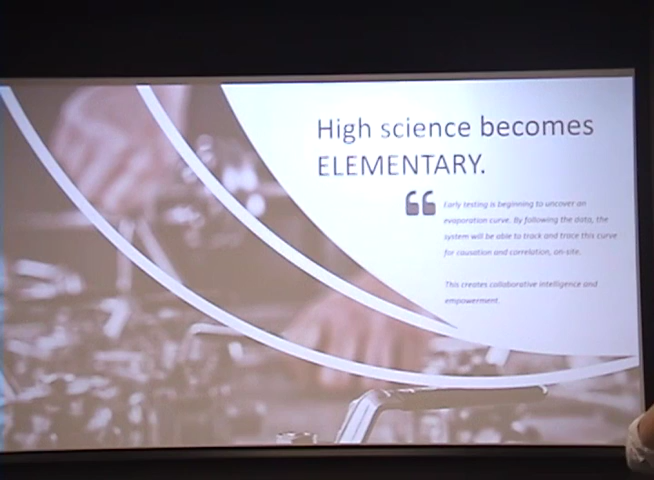 High science becomes
ELEMENTARY.
Early testing is beginning to uncover an
evaporation curve. By following the data, the
system will be able to track and trace this curve
for causation and correlation, on-site.
This creates collaborative intelligence and
empowerment.